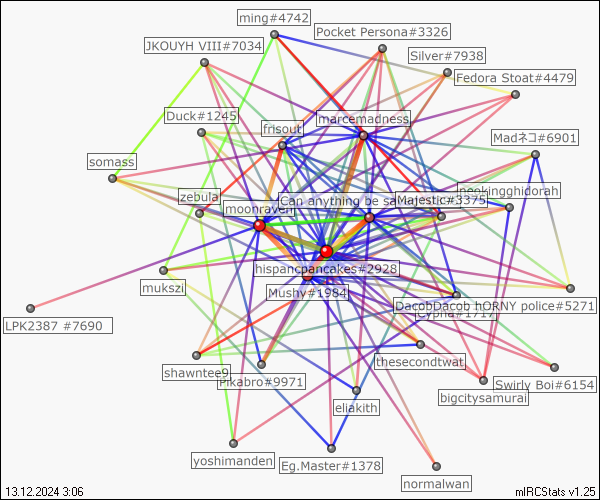 ming#4742
Pocket Persona#3326
JKOUYH VIII#7034
Silver#7938
Fedora Stoat#4479
Duck#1245
marcemadness
frisout
Madネコ#6901
somass
zebula
peekingghidorah
Can anything be sa
Majestic#3375
moonraven
hispancpancakes#2928
mukszi
Mushy#1984
DacobDacob hORNY police#5271
Cypha#1717
LPK2387 #7690
thesecondtwat
shawntee9
Pikabro#9971
Swirly Boi#6154
bigcitysamurai
eliakith
yoshimanden
Eg.Master#1378
normalwan
13.12.2024 3:06
mIRCStats v1.25